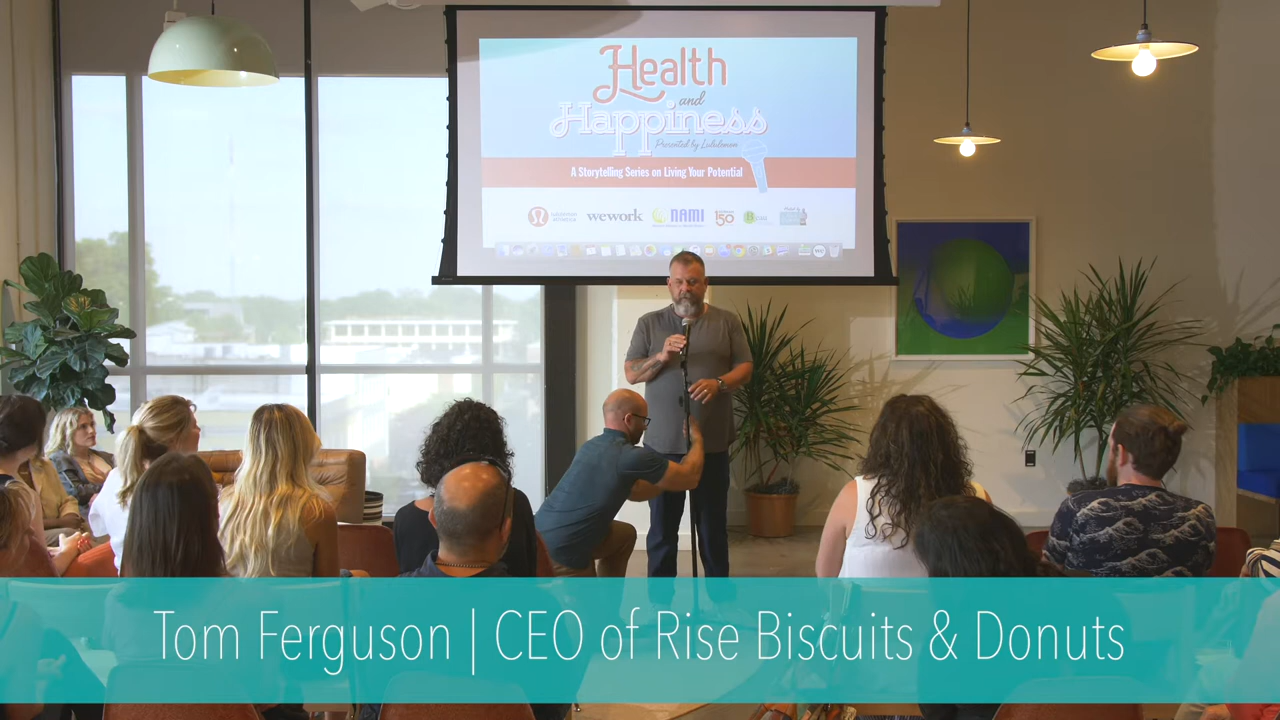 Health
and
Happiness
Presented by Lululemon
A Storytelling Series on Living Your Potential
wework
NAMI
150
Tom Ferguson | CEO of Rise Biscuits & Donuts